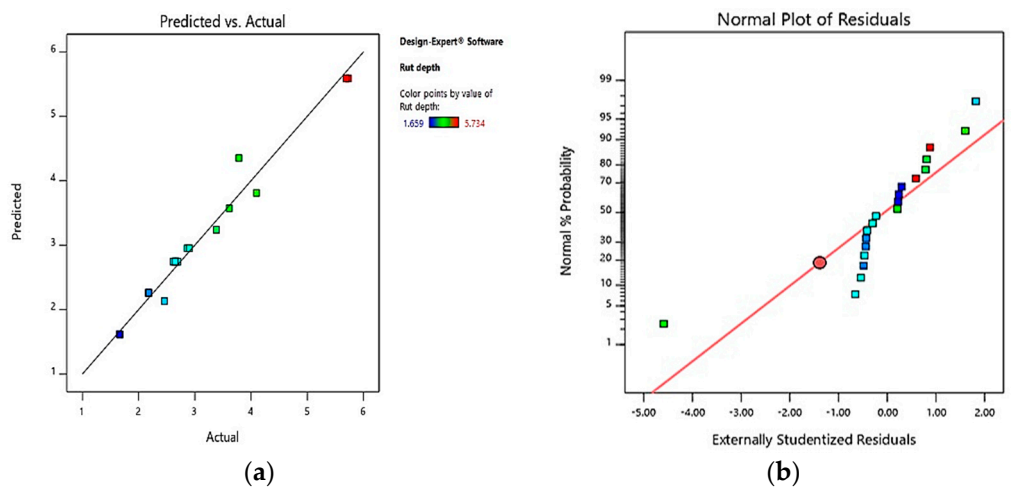 Predicted vs. Actual
Predicted
6
5
4
3
2
1
1 2 3 4 5 6
Actual
Design-Expert® Software
Rut depth
Color points by value of
Rut depth:
1.659 5.734
(a)
Normal Plot of Residuals
Normal % Probability
99
95
90
80
70
50
30
20
10
5
1
-5.00 -4.00 -3.00 -2.00 -1.00 0.00 1.00 2.00
Externally Studentized Residuals
(b)